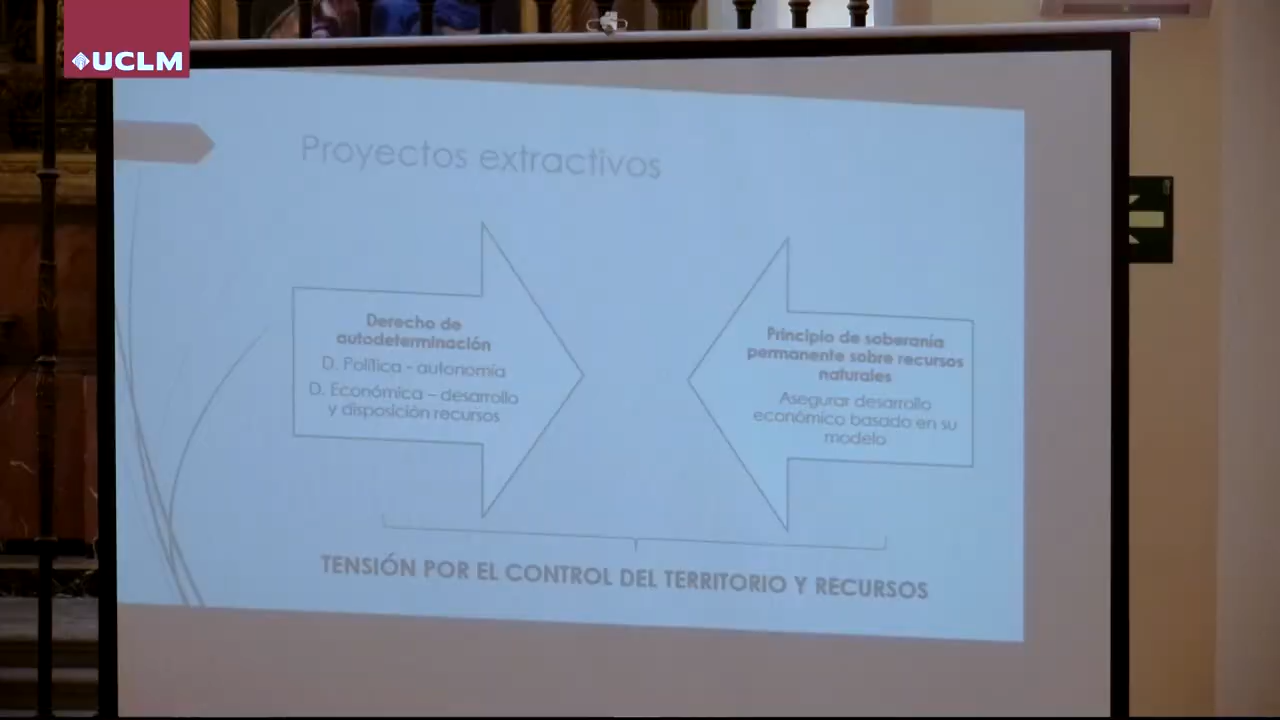 UCLM
Proyectos extractivos
Derecho de
autodeterminación
D. Política - autonomía
D. Económica – desarrollo
y disposición recursos
Principio de soberanía
permanente sobre recursos
naturales
Asegurar desarrollo
económico basado en su
modelo
TENSIÓN POR EL CONTROL DEL TERRITORIO Y RECURSOS